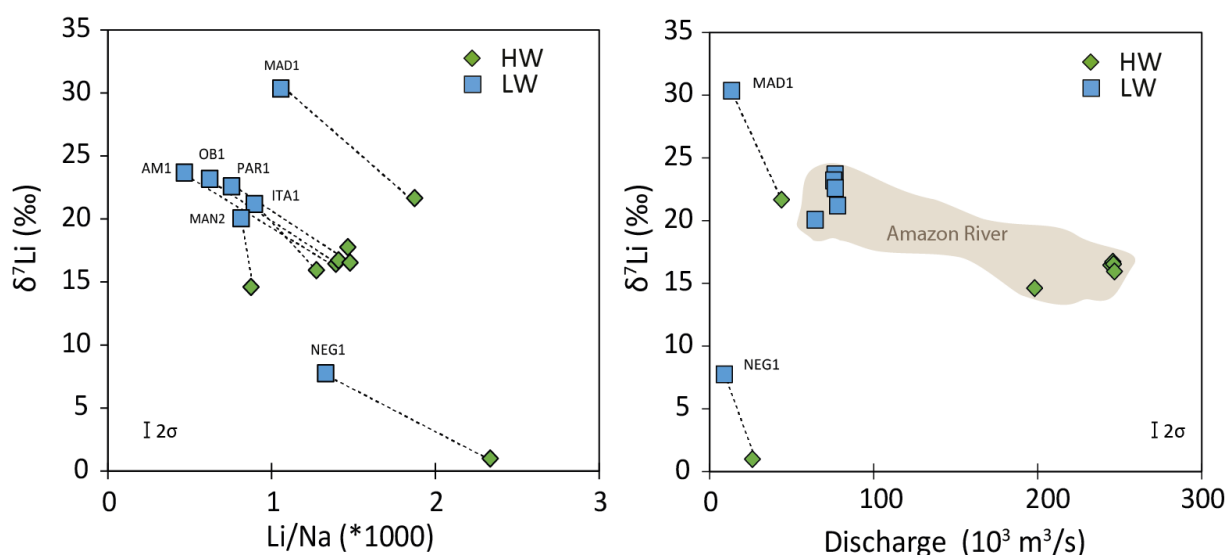 35
30
25
20
15
10
5
0
δ⁷Li (‰)
HW
LW
MAD1
AM1
OB1
PAR1
ITA1
MAN2
NEG1
2σ
0
1
2
3
Li/Na (*1000)
35
30
25
20
15
10
5
0
δ⁷Li (‰)
HW
LW
MAD1
Amazon River
NEG1
2σ
0
100
200
300
Discharge (10³ m³/s)